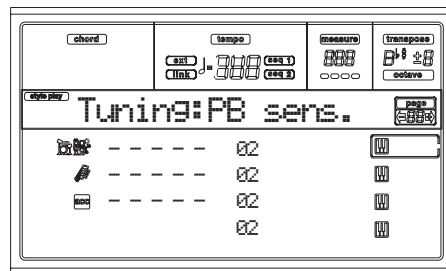 chord tempo measure transpose
ext seq 1
link seq 2
octave
style play
Tuning:PB sens.
page
02
acc 02
02
02